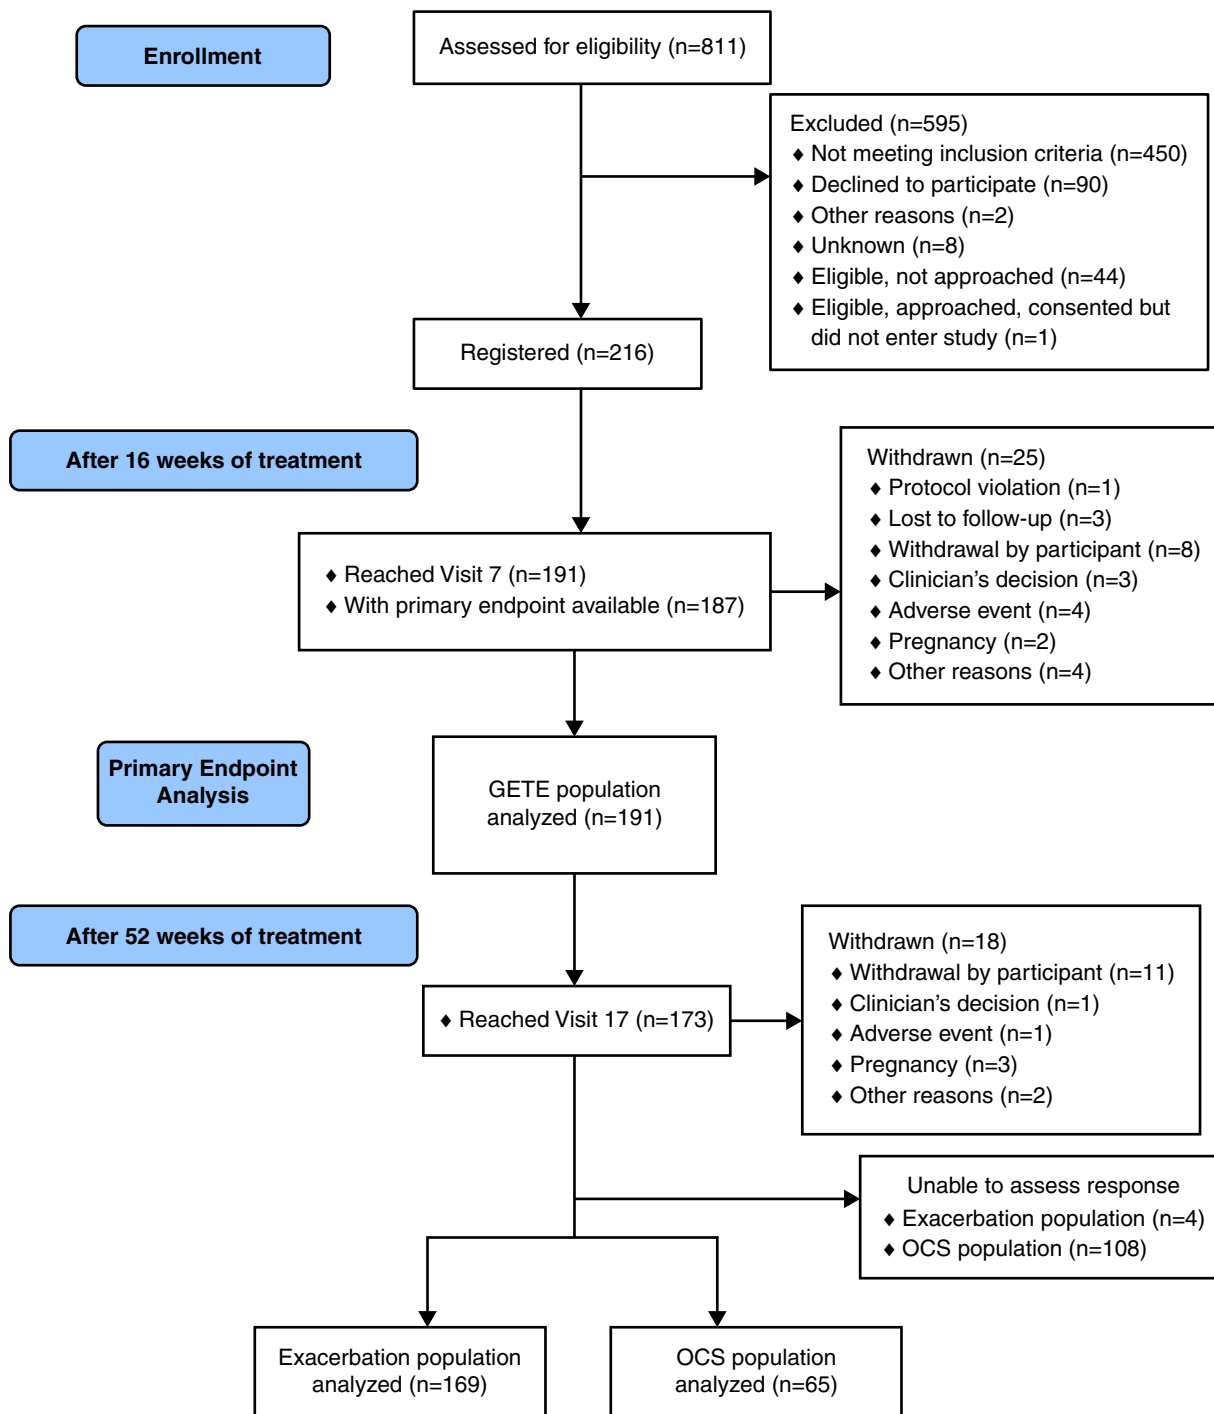 Enrollment
Assessed for eligibility (n=811)
Excluded (n=595)
♦ Not meeting inclusion criteria (n=450)
♦ Declined to participate (n=90)
♦ Other reasons (n=2)
♦ Unknown (n=8)
♦ Eligible, not approached (n=44)
♦ Eligible, approached, consented but
did not enter study (n=1)
Registered (n=216)
After 16 weeks of treatment
Withdrawn (n=25)
♦ Protocol violation (n=1)
♦ Lost to follow-up (n=3)
♦ Withdrawal by participant (n=8)
♦ Clinician’s decision (n=3)
♦ Adverse event (n=4)
♦ Pregnancy (n=2)
♦ Other reasons (n=4)
♦ Reached Visit 7 (n=191)
♦ With primary endpoint available (n=187)
Primary Endpoint
Analysis
GETE population
analyzed (n=191)
After 52 weeks of treatment
Withdrawn (n=18)
♦ Withdrawal by participant (n=11)
♦ Clinician’s decision (n=1)
♦ Adverse event (n=1)
♦ Pregnancy (n=3)
♦ Other reasons (n=2)
♦ Reached Visit 17 (n=173)
Unable to assess response
♦ Exacerbation population (n=4)
♦ OCS population (n=108)
Exacerbation population
analyzed (n=169)
OCS population
analyzed (n=65)